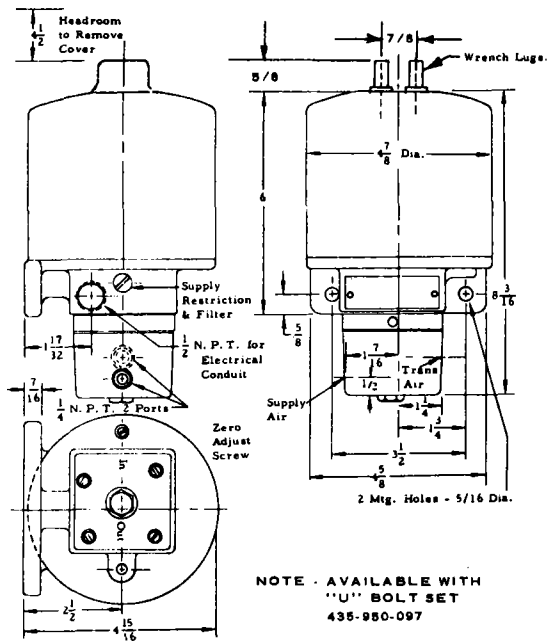 4 1/2
Headroom
to Remove
Cover
7/8
Wrench Lugs.
5/8
4 7/8 Dia.
6
8 3/16
Supply
Restriction
& Filter
5/8
1 17/32
1/2 N. P. T. for
Electrical
Conduit
7/16
1/2
Trans
Air
7/16
1/4 N. P. T. 2 Ports
Supply
Air
1 1/4
1 3/4
Zero
Adjust
Screw
3 1/2
4 5/8
2 Mtg. Holes - 5/16 Dia.
In
Out
2 1/2
4 15/16
NOTE - AVAILABLE WITH
"U" BOLT SET
435-950-097